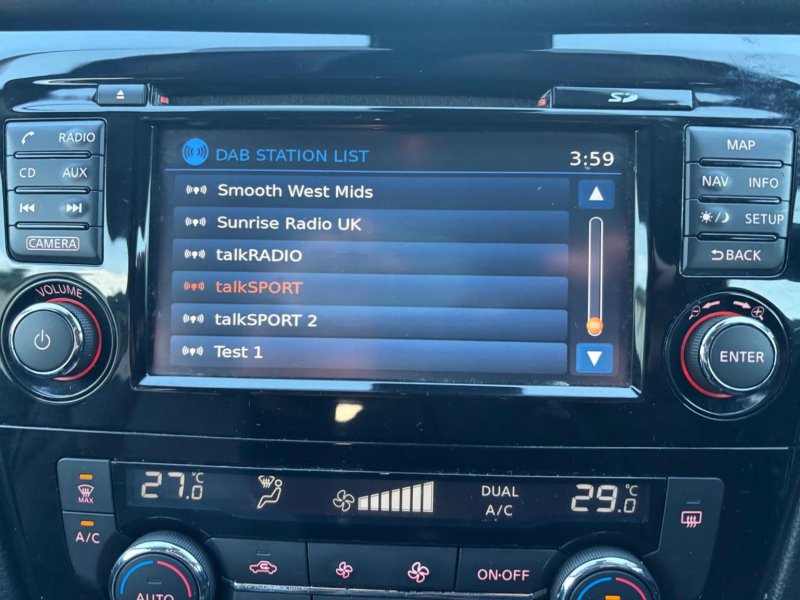 SD
RADIO
CD AUX
CAMERA
VOLUME
DAB STATION LIST 3:59
Smooth West Mids
Sunrise Radio UK
talkRADIO
talkSPORT
talkSPORT 2
Test 1
MAP
NAV INFO
SETUP
BACK
ENTER
MAX
A/C
27.0°C
DUAL
A/C
29.0°C
AUTO
ON·OFF